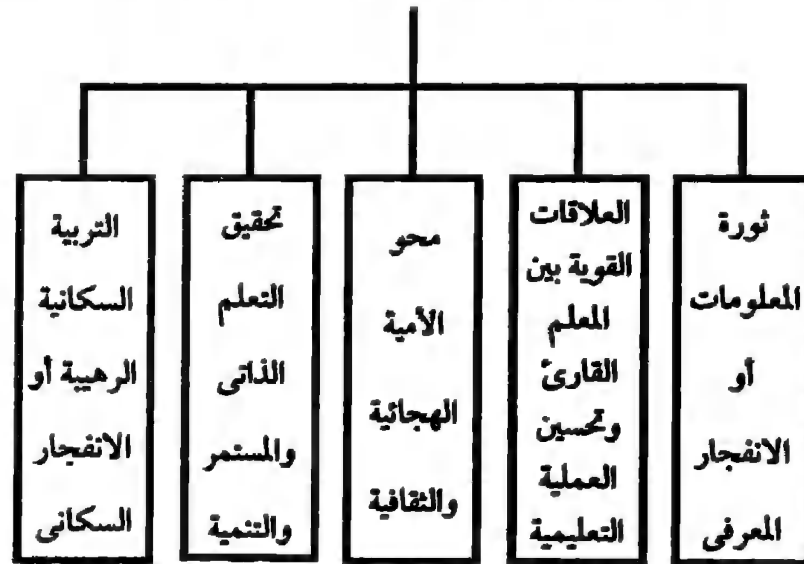 ثورة
المعلومات
أو
الانفجار
المعرفى
العلاقات
القوية بين
المعلم
القارئ
وتحسين
العملية
التعليمية
محو
الأمية
الهجائية
والثقافية
تحقيق
التعلم
الذاتى
والمستمر
والتنمية
التربية
السكانية
الرهيبة أو
الانفجار
السكانى